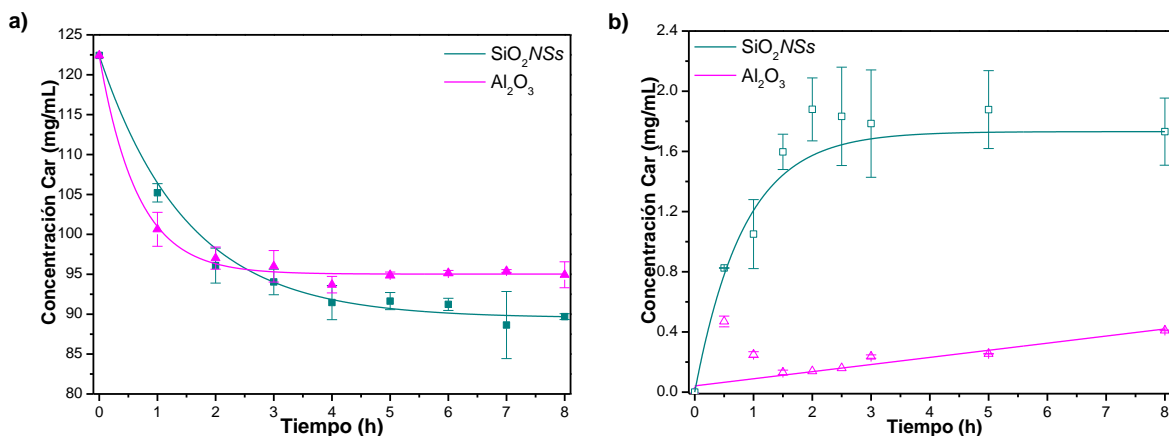 a)
SiO2NSs
Al2O3
Concentración Car (mg/mL)
125
120
115
110
105
100
95
90
85
80
0 1 2 3 4 5 6 7 8
Tiempo (h)
b)
SiO2NSs
Al2O3
Concentración Car (mg/mL)
2.4
2.0
1.6
1.2
0.8
0.4
0.0
0 1 2 3 4 5 6 7 8
Tiempo (h)